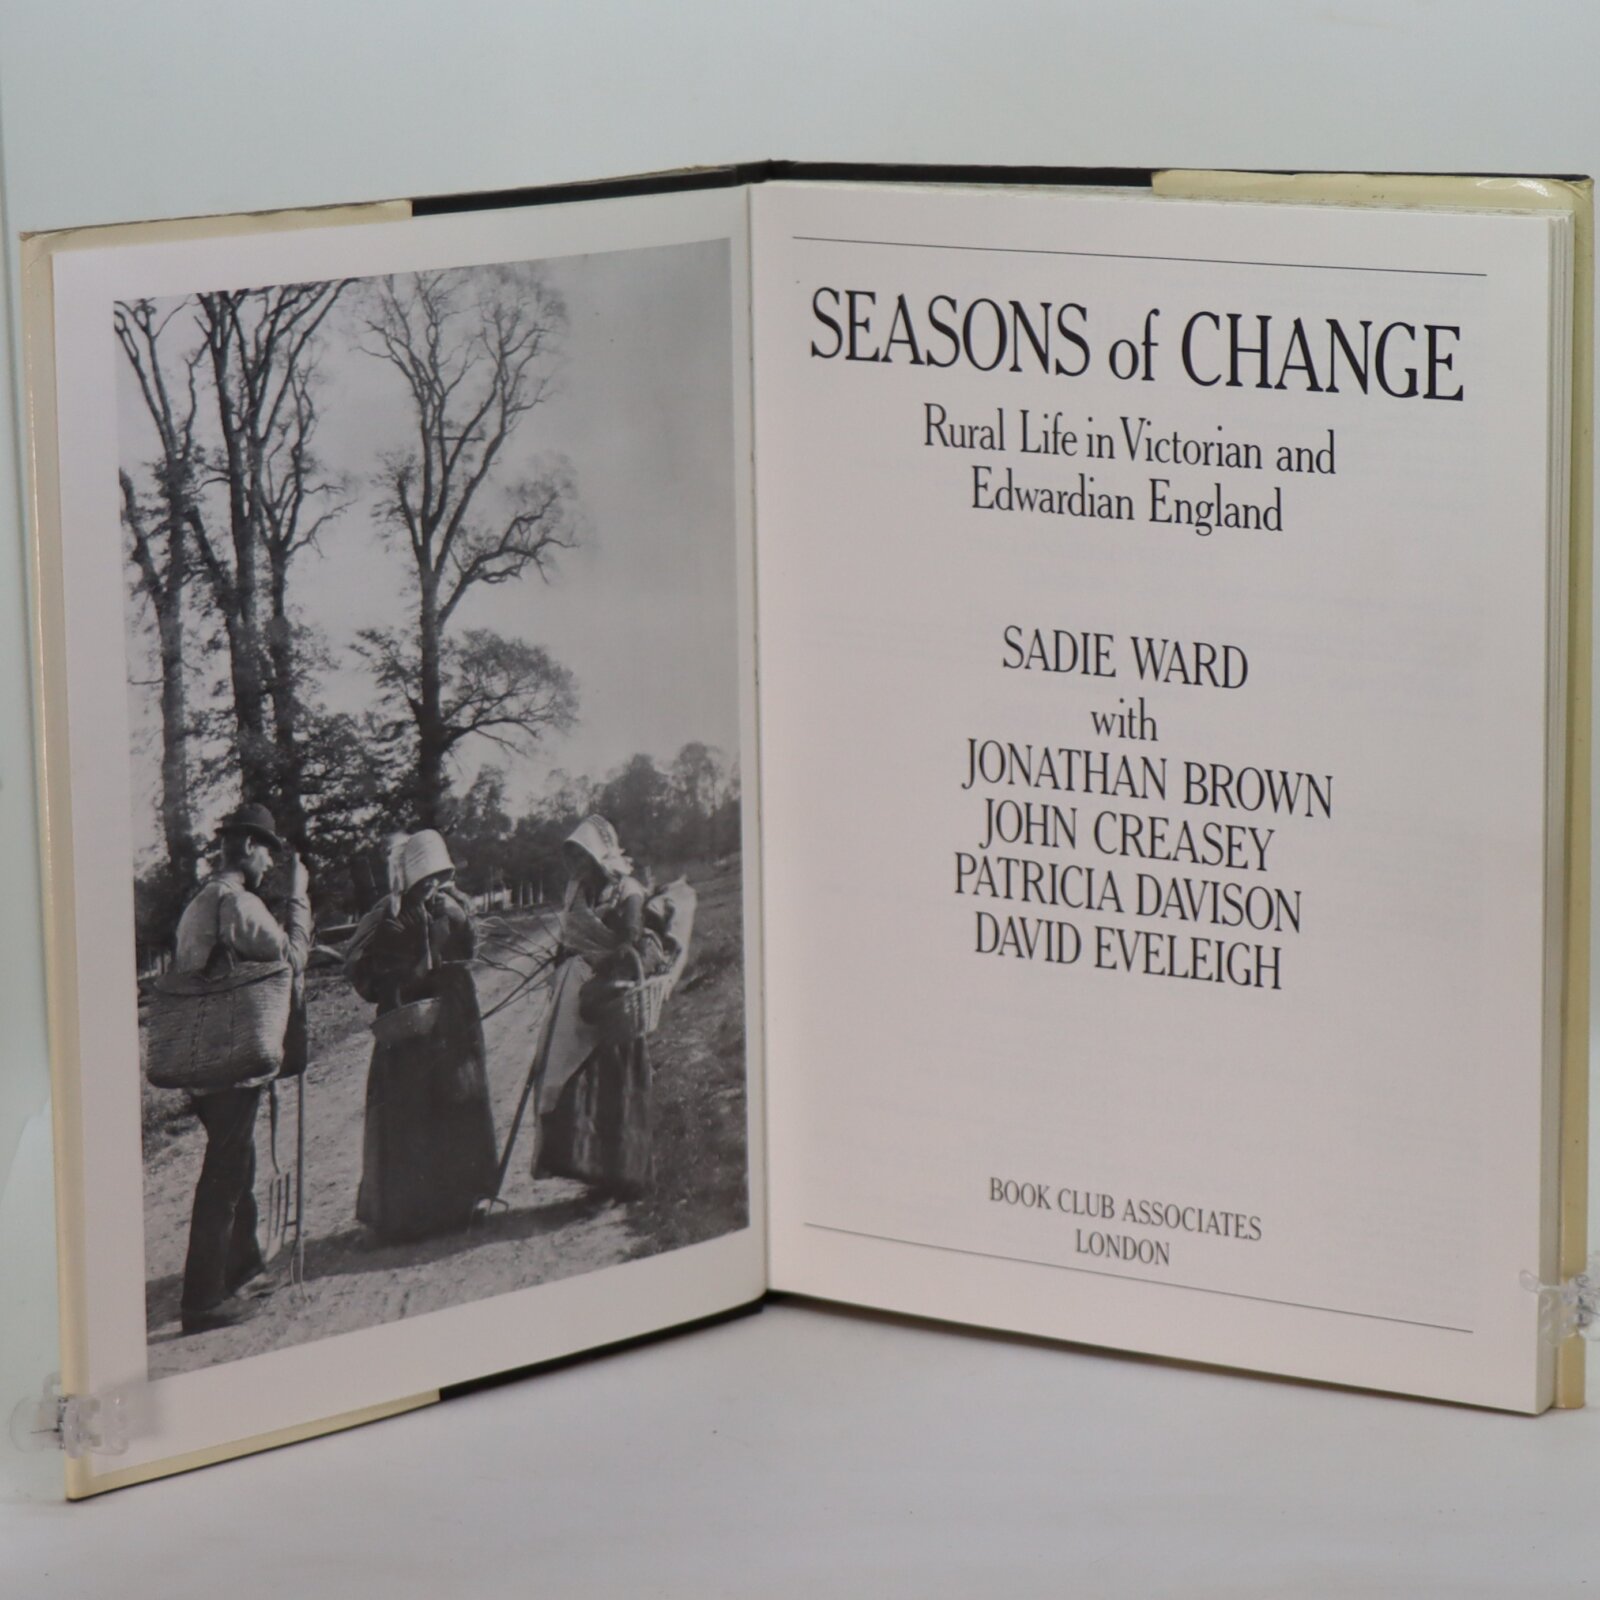 SEASONS of CHANGE
Rural Life in Victorian and
Edwardian England
SADIE WARD
with
JONATHAN BROWN
JOHN CREASEY
PATRICIA DAVISON
DAVID EVELEIGH
BOOK CLUB ASSOCIATES
LONDON